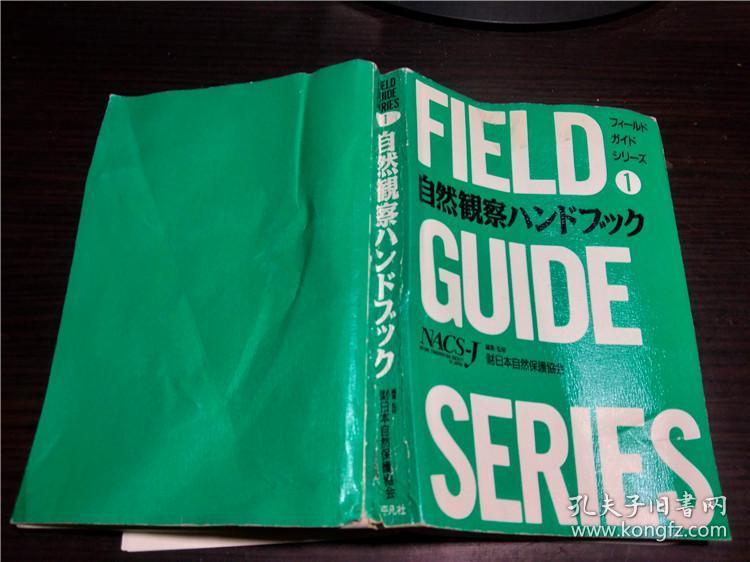 FIELD
GUIDE
SERIES
1
自然観察ハンドブック
編集・監修
財日本自然保護協会
平凡社
FIELD
フィールド
ガイド
シリーズ
1
自然観察ハンドブック
GUIDE
NACS-J
編集・監修
財日本自然保護協会
SERIES
孔夫子旧书网
www.kongfz.com